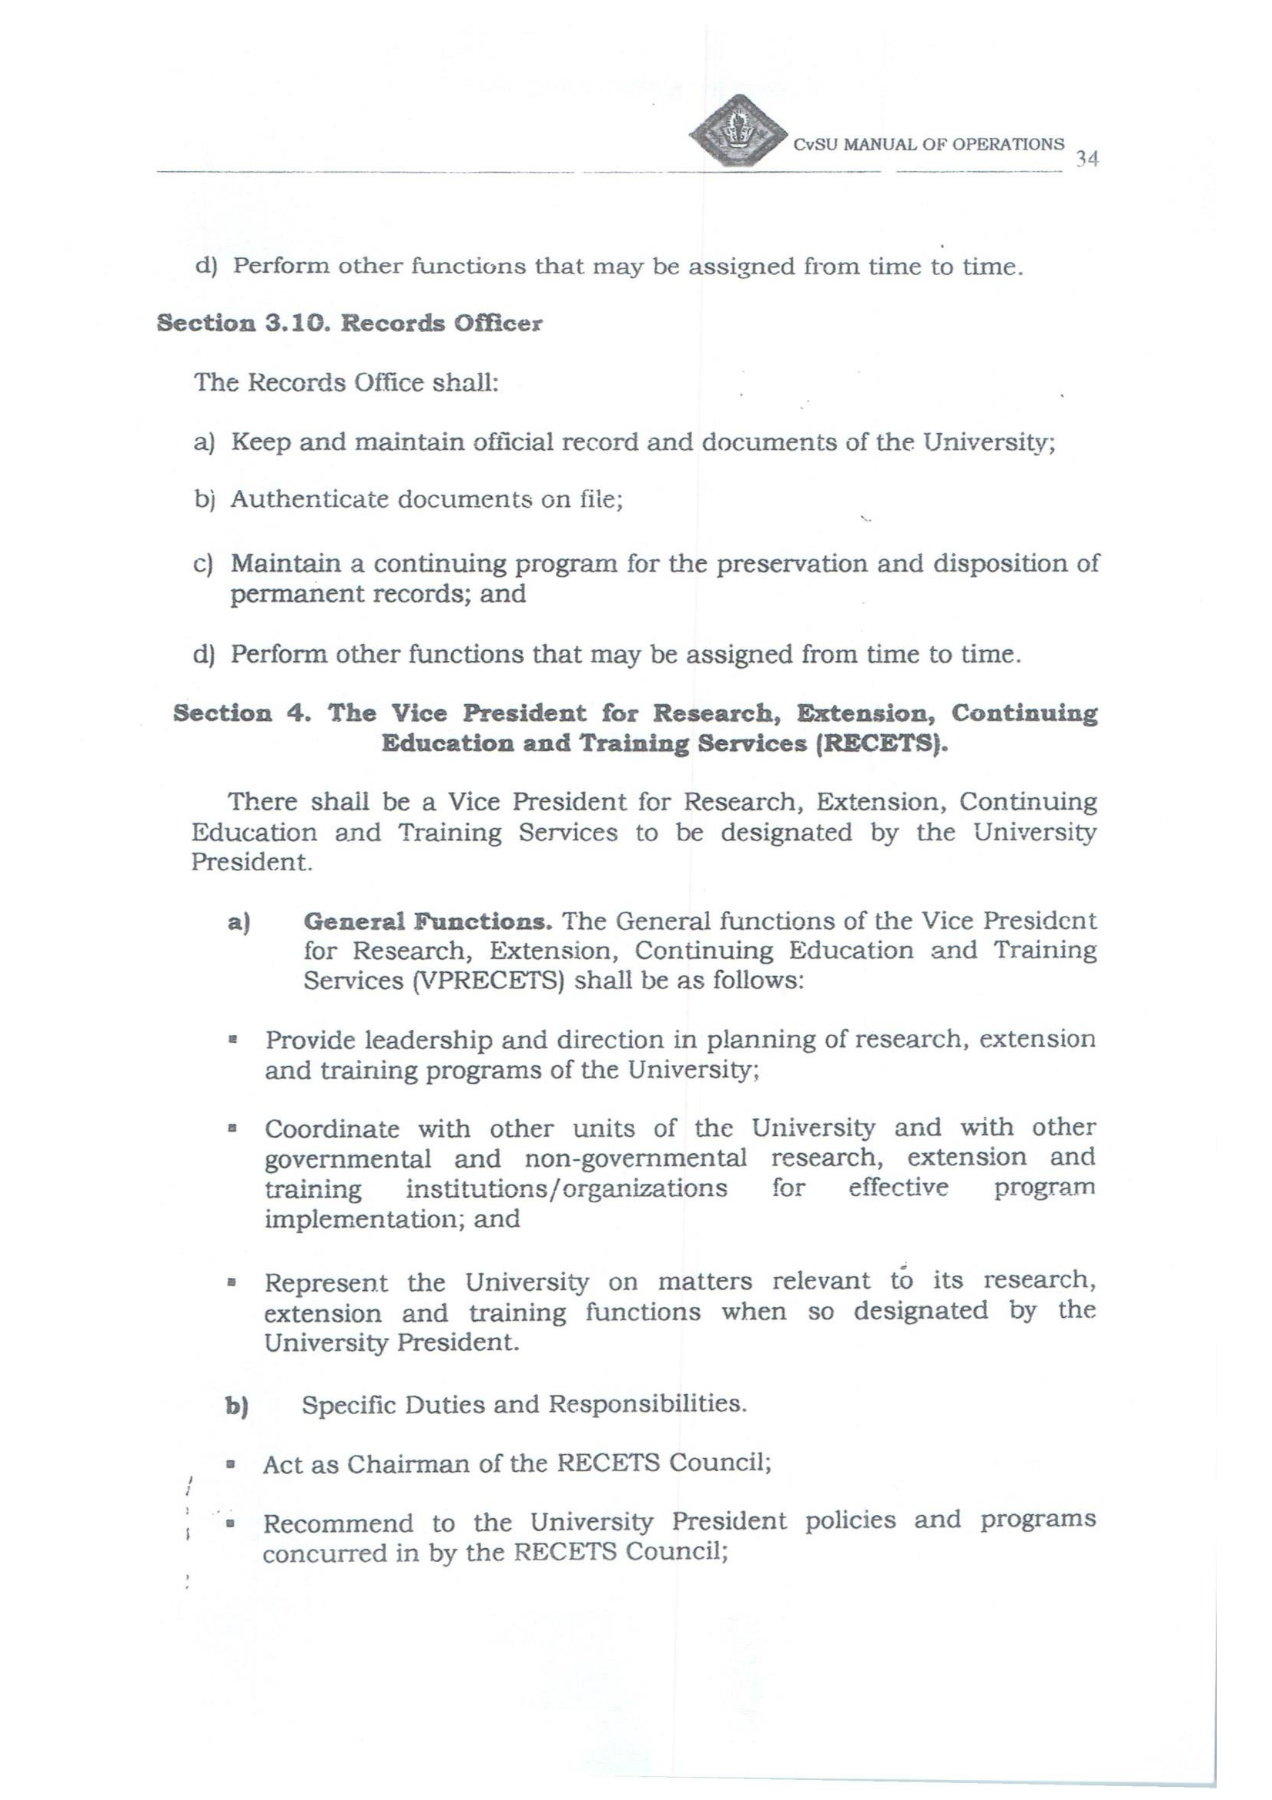 CvSU MANUAL OF OPERATIONS
34
d) Perform other functions that may be assigned from time to time.
Section 3.10. Records Officer
The Records Office shall:
a) Keep and maintain official record and documents of the University;
b) Authenticate documents on file;
c) Maintain a continuing program for the preservation and disposition of
permanent records; and
d) Perform other functions that may be assigned from time to time.
Section 4. The Vice President for Research, Extension, Continuing
Education and Training Services (RECETS).
There shall be a Vice President for Research, Extension, Continuing
Education and Training Services to be designated by the University
President.
a) General Functions. The General functions of the Vice President
for Research, Extension, Continuing Education and Training
Services (VPRECETS) shall be as follows:
▪ Provide leadership and direction in planning of research, extension
and training programs of the University;
▪ Coordinate with other units of the University and with other
governmental and non-governmental research, extension and
training institutions/organizations for effective program
implementation; and
▪ Represent the University on matters relevant to its research,
extension and training functions when so designated by the
University President.
b) Specific Duties and Responsibilities.
▪ Act as Chairman of the RECETS Council;
▪ Recommend to the University President policies and programs
concurred in by the RECETS Council;